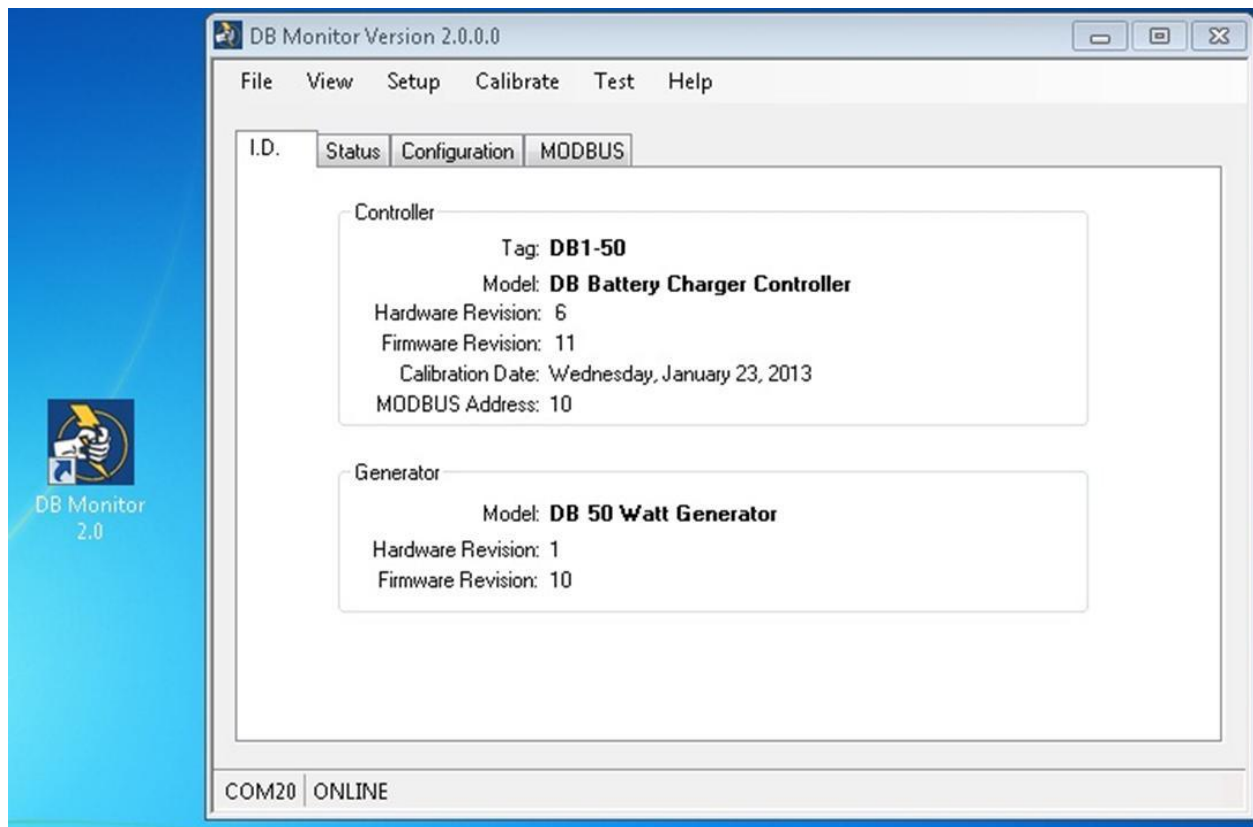 DB Monitor Version 2.0.0.0
File View Setup Calibrate Test Help
I.D. Status Configuration MODBUS
Controller
Tag: DB1-50
Model: DB Battery Charger Controller
Hardware Revision: 6
Firmware Revision: 11
Calibration Date: Wednesday, January 23, 2013
MODBUS Address: 10
Generator
Model: DB 50 Watt Generator
Hardware Revision: 1
Firmware Revision: 10
COM20 ONLINE
DB Monitor
2.0